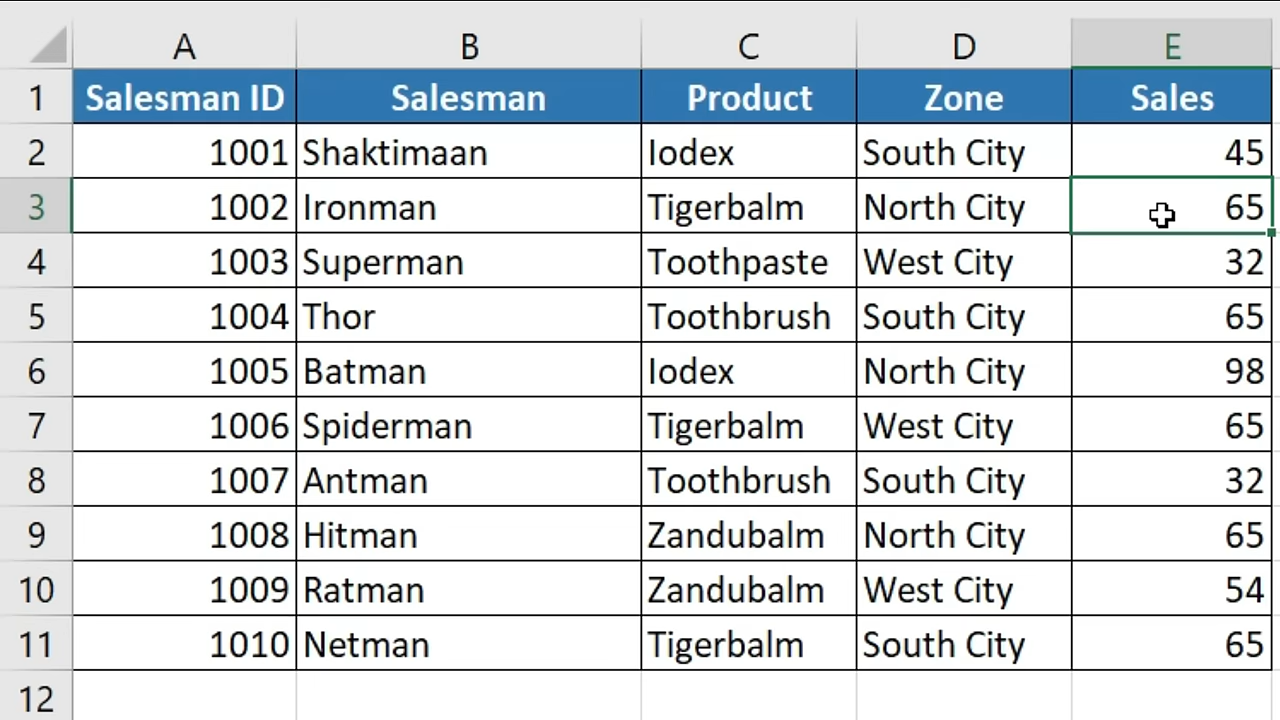 A B C D E
1 Salesman ID Salesman Product Zone Sales
2 1001 Shaktimaan Iodex South City 45
3 1002 Ironman Tigerbalm North City 65
4 1003 Superman Toothpaste West City 32
5 1004 Thor Toothbrush South City 65
6 1005 Batman Iodex North City 98
7 1006 Spiderman Tigerbalm West City 65
8 1007 Antman Toothbrush South City 32
9 1008 Hitman Zandubalm North City 65
10 1009 Ratman Zandubalm West City 54
11 1010 Netman Tigerbalm South City 65
12